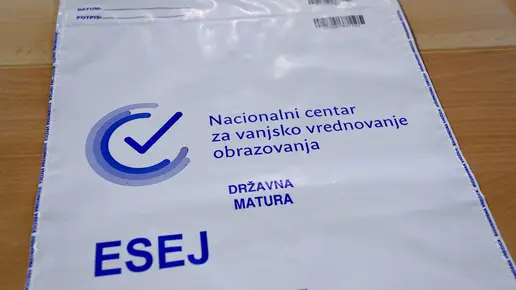 DATUM:
POTPIS:
Nacionalni centar
za vanjsko vrednovanje
obrazovanja
DRŽAVNA
MATURA
ESEJ